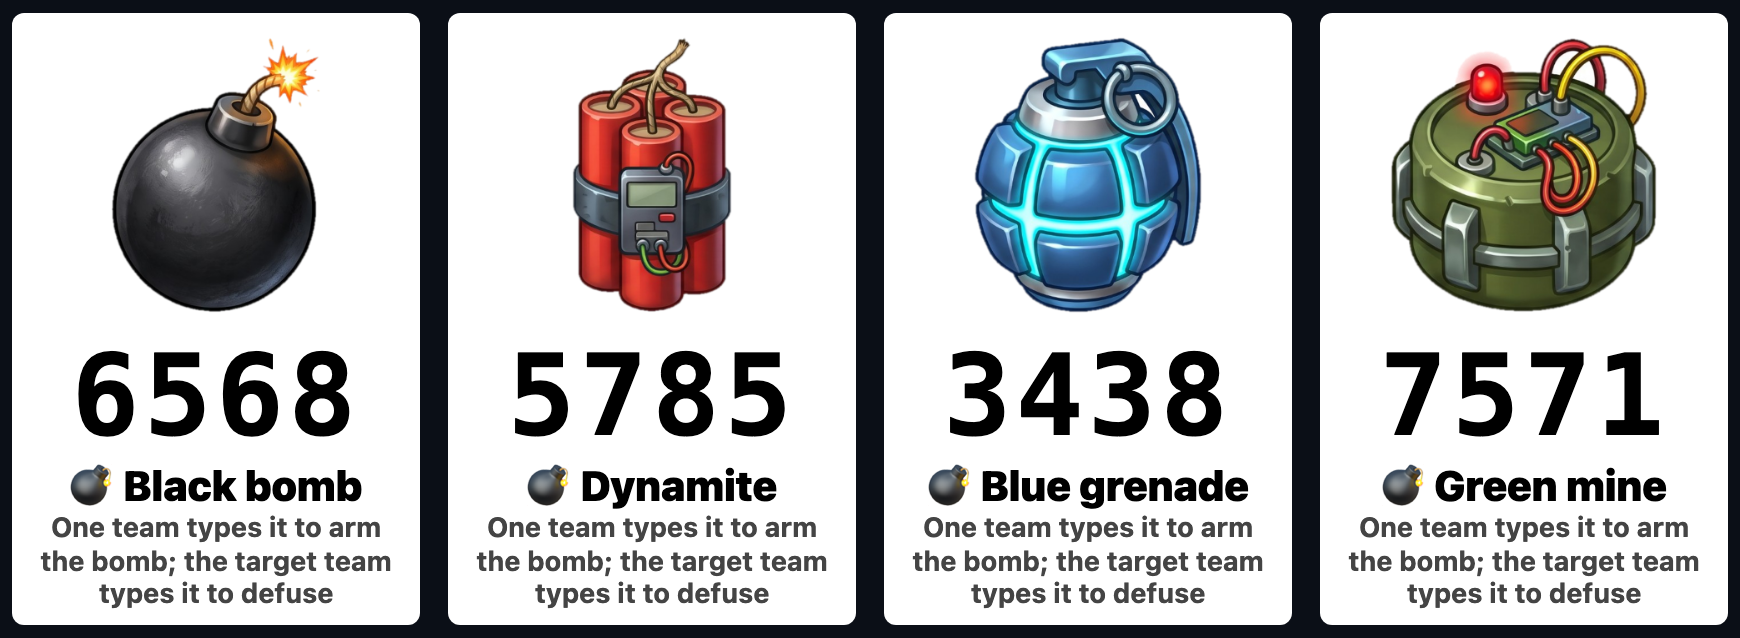 6568
💣 Black bomb
One team types it to arm
the bomb; the target team
types it to defuse
5785
💣 Dynamite
One team types it to arm
the bomb; the target team
types it to defuse
3438
💣 Blue grenade
One team types it to arm
the bomb; the target team
types it to defuse
7571
💣 Green mine
One team types it to arm
the bomb; the target team
types it to defuse